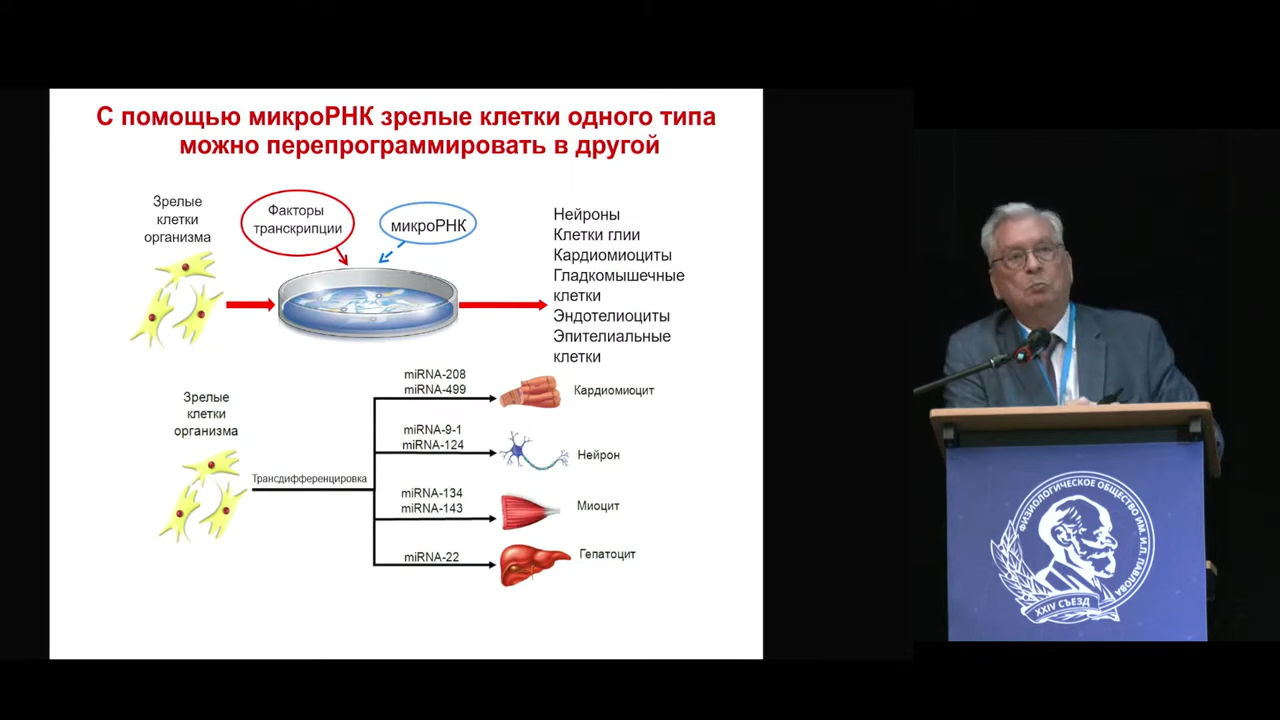 С помощью микроРНК зрелые клетки одного типа
можно перепрограммировать в другой
Зрелые
клетки
организма
Факторы
транскрипции
микроРНК
Нейроны
Клетки глии
Кардиомиоциты
Гладкомышечные
клетки
Эндотелиоциты
Эпителиальные
клетки
Зрелые
клетки
организма
Трансдифференцировка
miRNA-208
miRNA-499
Кардиомиоцит
miRNA-9-1
miRNA-124
Нейрон
miRNA-134
miRNA-143
Миоцит
miRNA-22
Гепатоцит
ФИЗИОЛОГИЧЕСКОЕ ОБЩЕСТВО ИМ. И.П. ПАВЛОВА
XXIV СЪЕЗД